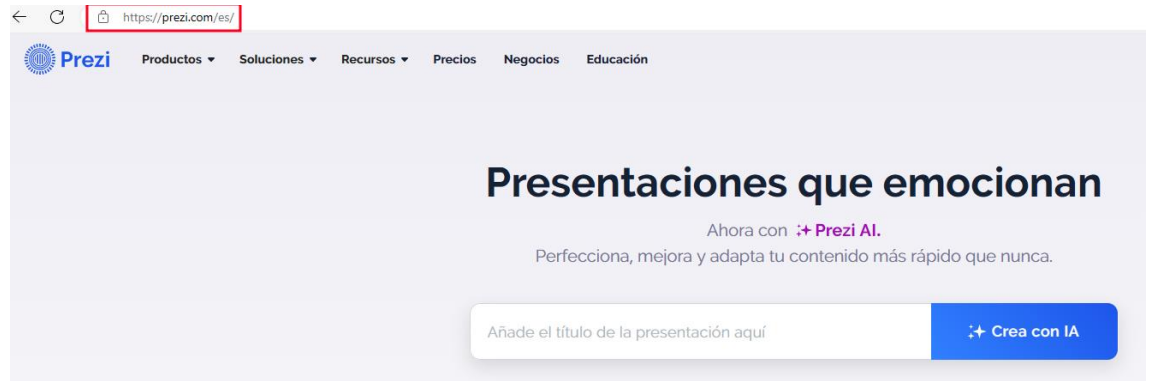 https://prezi.com/es/
Prezi Productos Soluciones Recursos Precios Negocios Educación
Presentaciones que emocionan
Ahora con Prezi AI.
Perfecciona, mejora y adapta tu contenido más rápido que nunca.
Añade el título de la presentación aquí Crea con IA